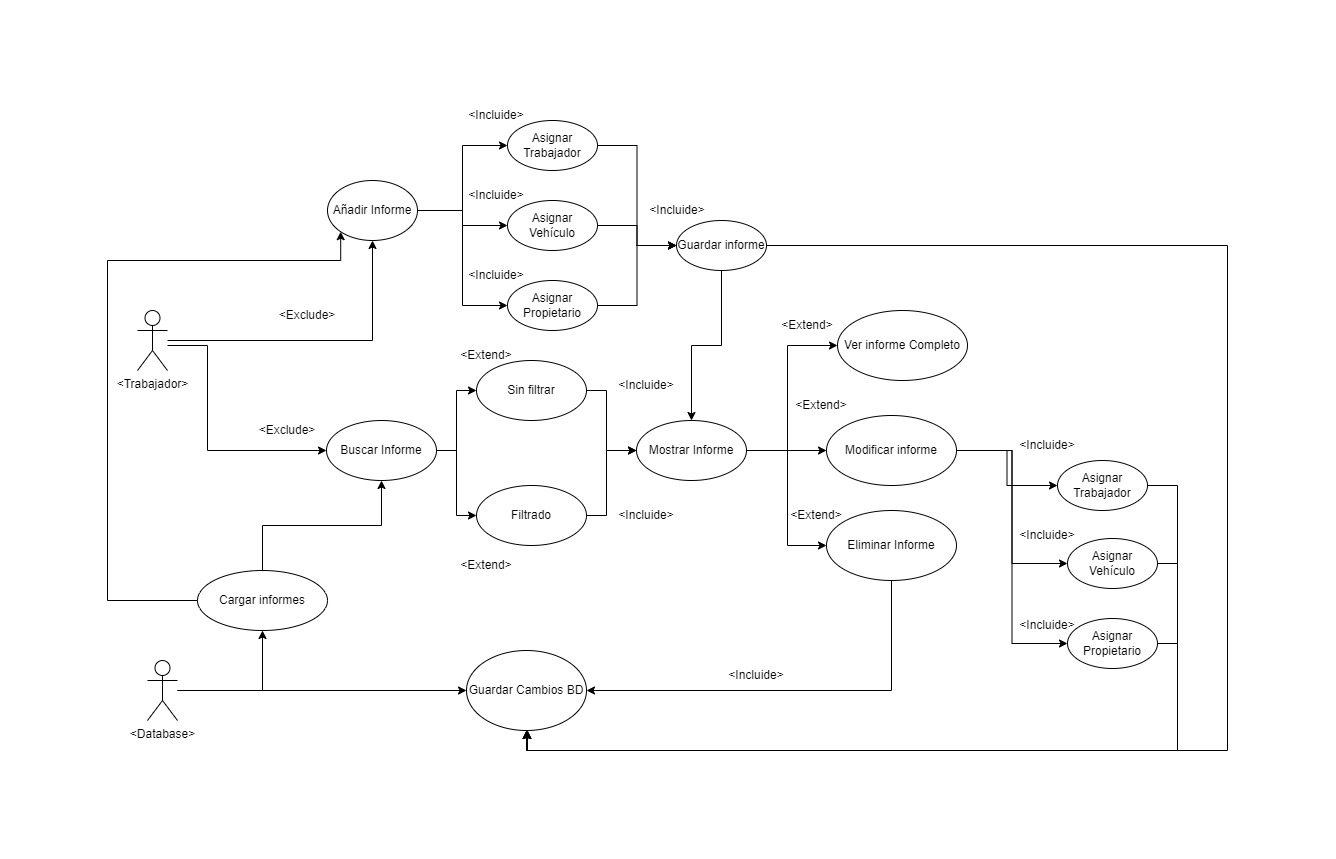 <Incluide>
Asignar
Trabajador
Añadir Informe
<Incluide>
Asignar
Vehículo
<Incluide>
Guardar informe
<Incluide>
Asignar
Propietario
<Exclude>
<Trabajador>
<Extend>
Ver informe Completo
<Extend>
Sin filtrar
<Incluide>
<Extend>
<Exclude>
Buscar Informe
Mostrar Informe
Modificar informe
<Incluide>
Asignar
Trabajador
Filtrado
<Incluide>
<Extend>
Eliminar Informe
<Incluide>
Asignar
Vehículo
<Extend>
Cargar informes
<Incluide>
Asignar
Propietario
<Incluide>
Guardar Cambios BD
<Database>